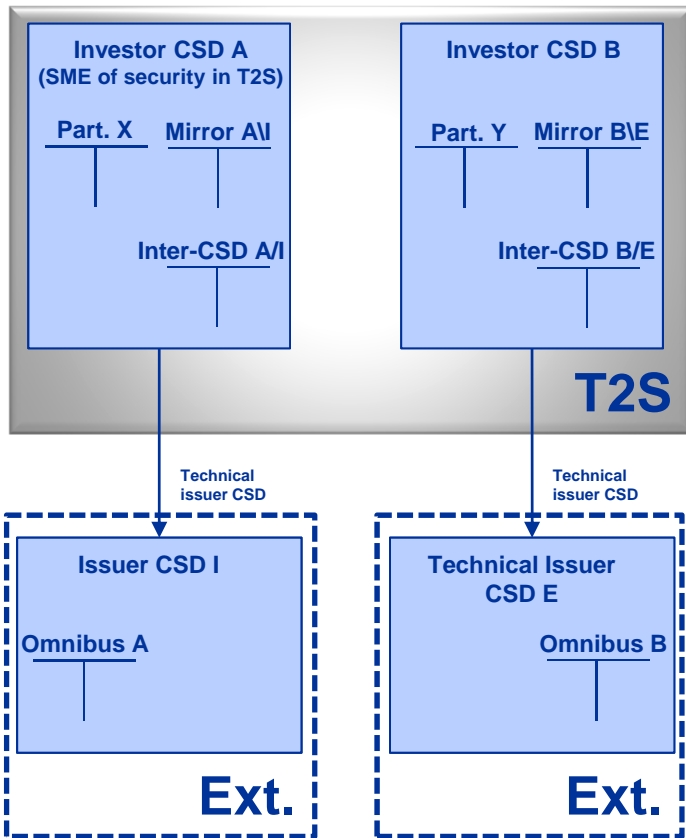 Investor CSD A
(SME of security in T2S)
Part. X
Mirror A\I
Inter-CSD A/I
Investor CSD B
Part. Y
Mirror B\E
Inter-CSD B/E
T2S
Technical
issuer CSD
Technical
issuer CSD
Issuer CSD I
Omnibus A
Ext.
Technical Issuer
CSD E
Omnibus B
Ext.